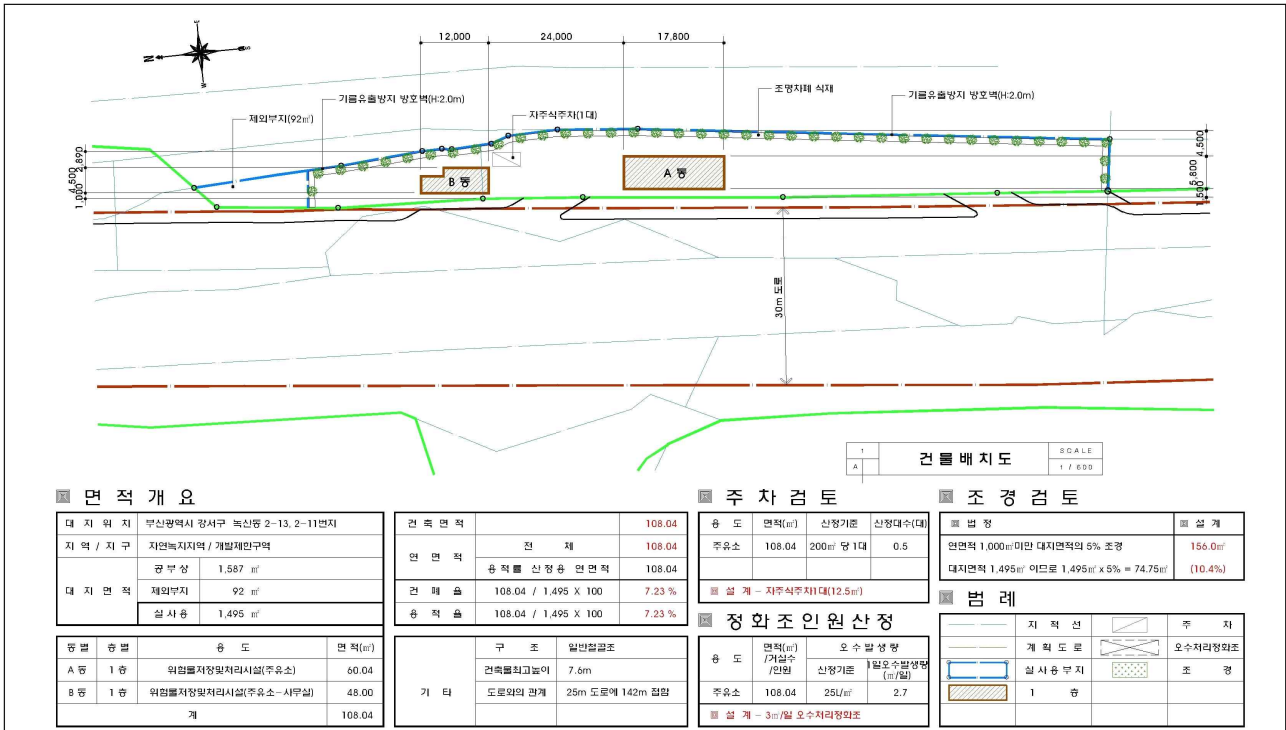 N
E
S
W
12,000
24,000
17,800
기름유출방지 방호벽(H:2.0m)
제외부지(92㎡)
자주식주차(1대)
조명차폐 식재
기름유출방지 방호벽(H:2.0m)
2,890
4,500
1,000
4,500
5,800
1,500
B 동
A 동
30m 도로
1
A
건물배치도
SCALE
1 / 600
면적개요
대지위치 부산광역시 강서구 녹산동 2-13, 2-11번지
지역/지구 자연녹지지역 / 개발제한구역
대지면적 공부상 1,587 ㎡
제외부지 92 ㎡
실사용 1,495 ㎡
동별 층별 용도 면적(㎡)
A동 1층 위험물저장및처리시설(주유소) 60.04
B동 1층 위험물저장및처리시설(주유소-사무실) 48.00
계 108.04
건축면적 108.04
연면적 전체 108.04
용적률 산정용 연면적 108.04
건폐율 108.04 / 1,495 X 100 7.23 %
용적율 108.04 / 1,495 X 100 7.23 %
기타 구조 일반철골조
건축물최고높이 7.6m
도로와의 관계 25m 도로에 142m 접함
주차검토
용도 면적(㎡) 산정기준 산정대수(대)
주유소 108.04 200㎡ 당 1대 0.5
설계 - 자주식주차1대(12.5㎡)
정화조인원산정
용도 면적(㎡)/거실수/인원 오수발생량
산정기준 1일오수발생량(㎥/일)
주유소 108.04 25L/㎡ 2.7
설계 - 3㎥/일 오수처리정화조
조경검토
법정 설계
연면적 1,000㎡미만 대지면적의 5% 조경 156.0㎡
대지면적 1,495㎡ 이므로 1,495㎡ x 5% = 74.75㎡ (10.4%)
범례
지적선 주차
계획도로 오수처리정화조
실사용부지 조경
1층